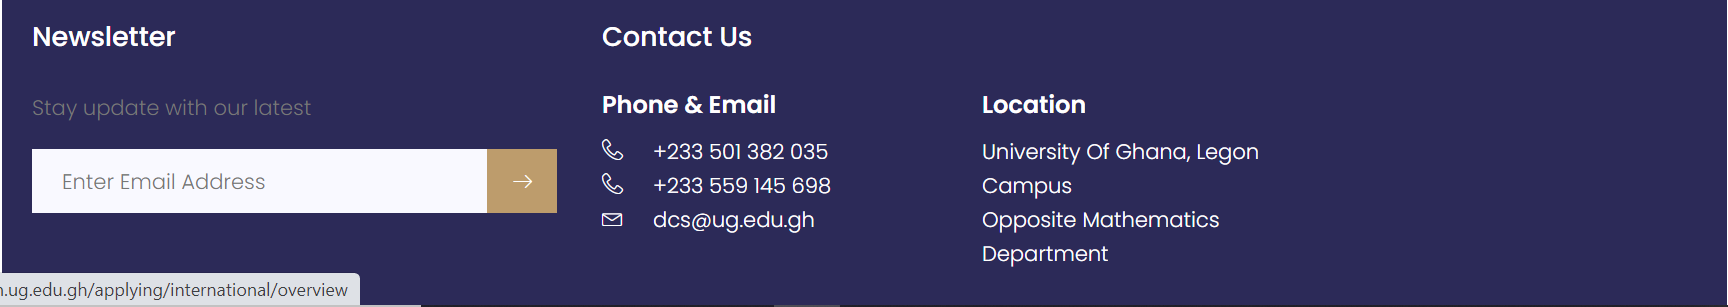 Newsletter
Stay update with our latest
Enter Email Address
Contact Us
Phone & Email
+233 501 382 035
+233 559 145 698
dcs@ug.edu.gh
Location
University Of Ghana, Legon
Campus
Opposite Mathematics
Department
.ug.edu.gh/applying/international/overview